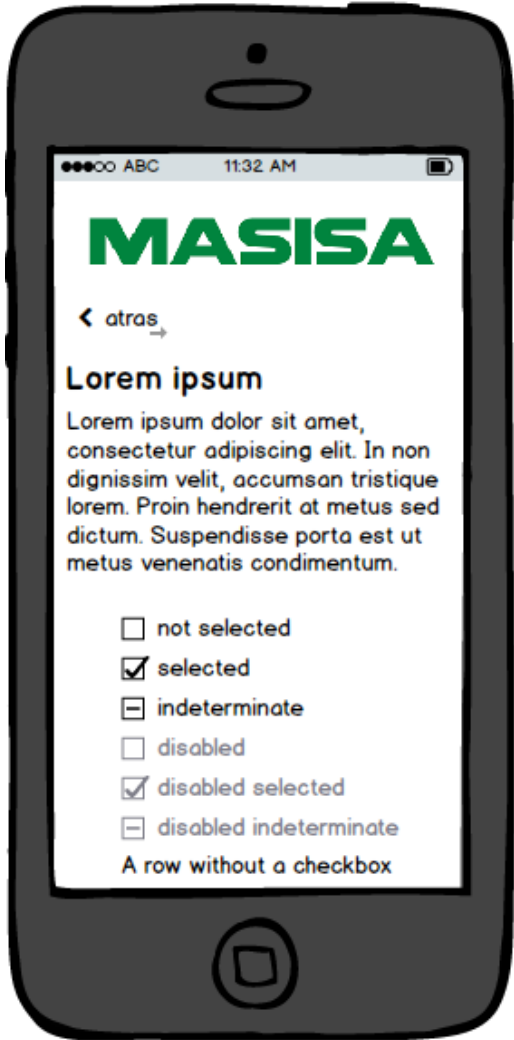 ABC 11:32 AM
MASISA
atras
Lorem ipsum
Lorem ipsum dolor sit amet,
consectetur adipiscing elit. In non
dignissim velit, accumsan tristique
lorem. Proin hendrerit at metus sed
dictum. Suspendisse porta est ut
metus venenatis condimentum.
not selected
selected
indeterminate
disabled
disabled selected
disabled indeterminate
A row without a checkbox